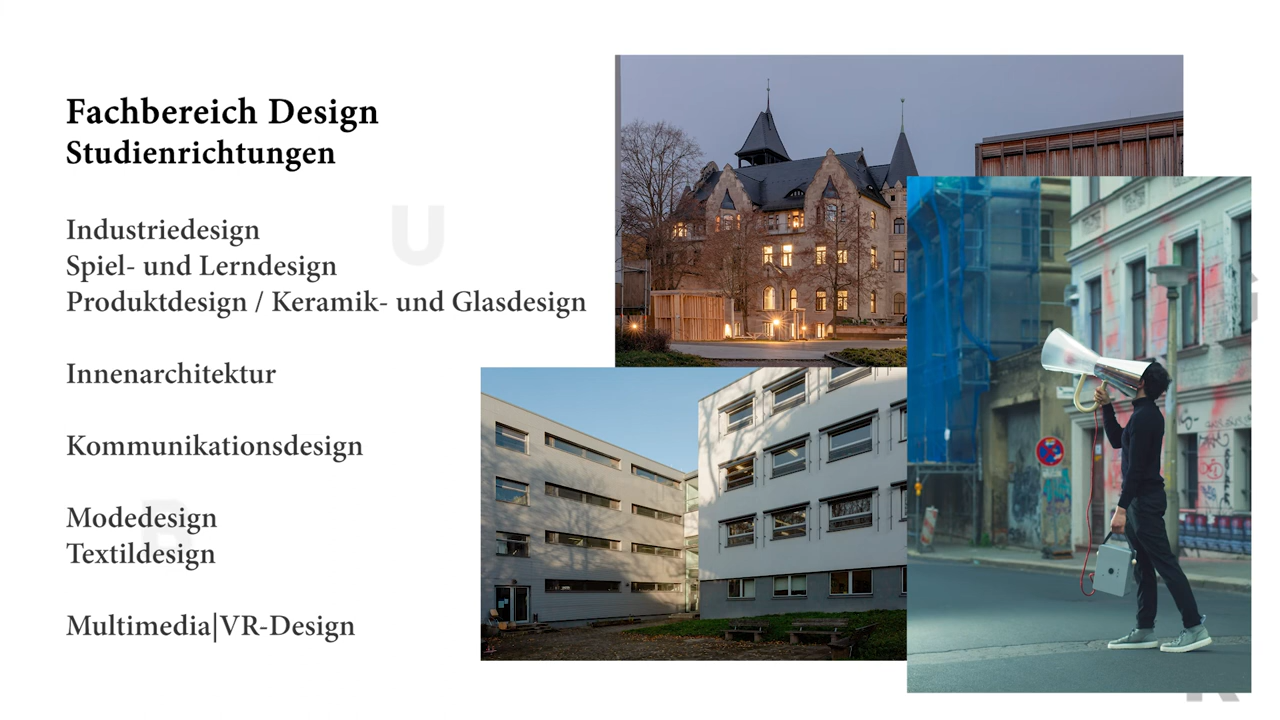 Fachbereich Design
Studienrichtungen
Industriedesign
Spiel- und Lerndesign
Produktdesign / Keramik- und Glasdesign
Innenarchitektur
Kommunikationsdesign
Modedesign
Textildesign
Multimedia|VR-Design
U
R
G
R